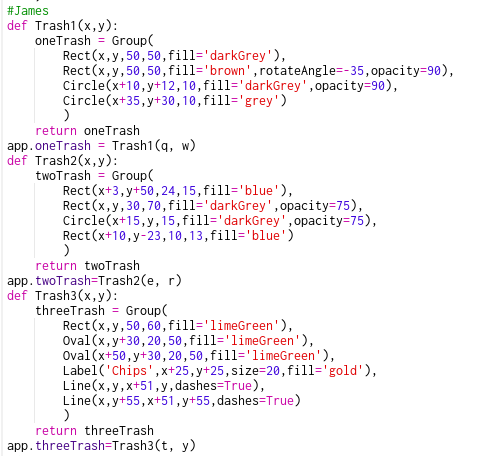 #James
def Trash1(x,y):
    oneTrash = Group(
        Rect(x,y,50,50,fill='darkGrey'),
        Rect(x,y,50,50,fill='brown',rotateAngle=-35,opacity=90),
        Circle(x+10,y+12,10,fill='darkGrey',opacity=90),
        Circle(x+35,y+30,10,fill='grey')
        )
    return oneTrash
app.oneTrash = Trash1(q, w)
def Trash2(x,y):
    twoTrash = Group(
        Rect(x+3,y+50,24,15,fill='blue'),
        Rect(x,y,30,70,fill='darkGrey',opacity=75),
        Circle(x+15,y,15,fill='darkGrey',opacity=75),
        Rect(x+10,y-23,10,13,fill='blue')
        )
    return twoTrash
app.twoTrash=Trash2(e, r)
def Trash3(x,y):
    threeTrash = Group(
        Rect(x,y,50,60,fill='limeGreen'),
        Oval(x,y+30,20,50,fill='limeGreen'),
        Oval(x+50,y+30,20,50,fill='limeGreen'),
        Label('Chips',x+25,y+25,size=20,fill='gold'),
        Line(x,y,x+51,y,dashes=True),
        Line(x,y+55,x+51,y+55,dashes=True)
        )
    return threeTrash
app.threeTrash=Trash3(t, y)